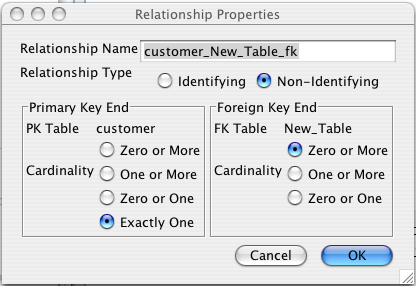 Relationship Properties
Relationship Name customer_New_Table_fk
Relationship Type Identifying Non-Identifying
Primary Key End
PK Table customer
Cardinality
Zero or More
One or More
Zero or One
Exactly One
Foreign Key End
FK Table New_Table
Cardinality
Zero or More
One or More
Zero or One
Cancel OK